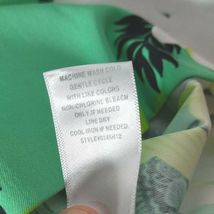 MACHINE WASH COLD
GENTLE CYCLE
WITH LIKE COLORS
NON-CHLORINE BLEACH
ONLY IF NEEDED.
LINE DRY
COOL IRON IF NEEDED.